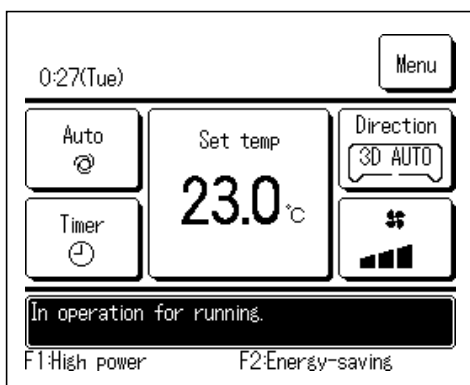 0:27(Tue)
Menu
Auto
Set temp
Direction
3D AUTO
23.0℃
Timer
In operation for running.
F1:High power F2:Energy-saving